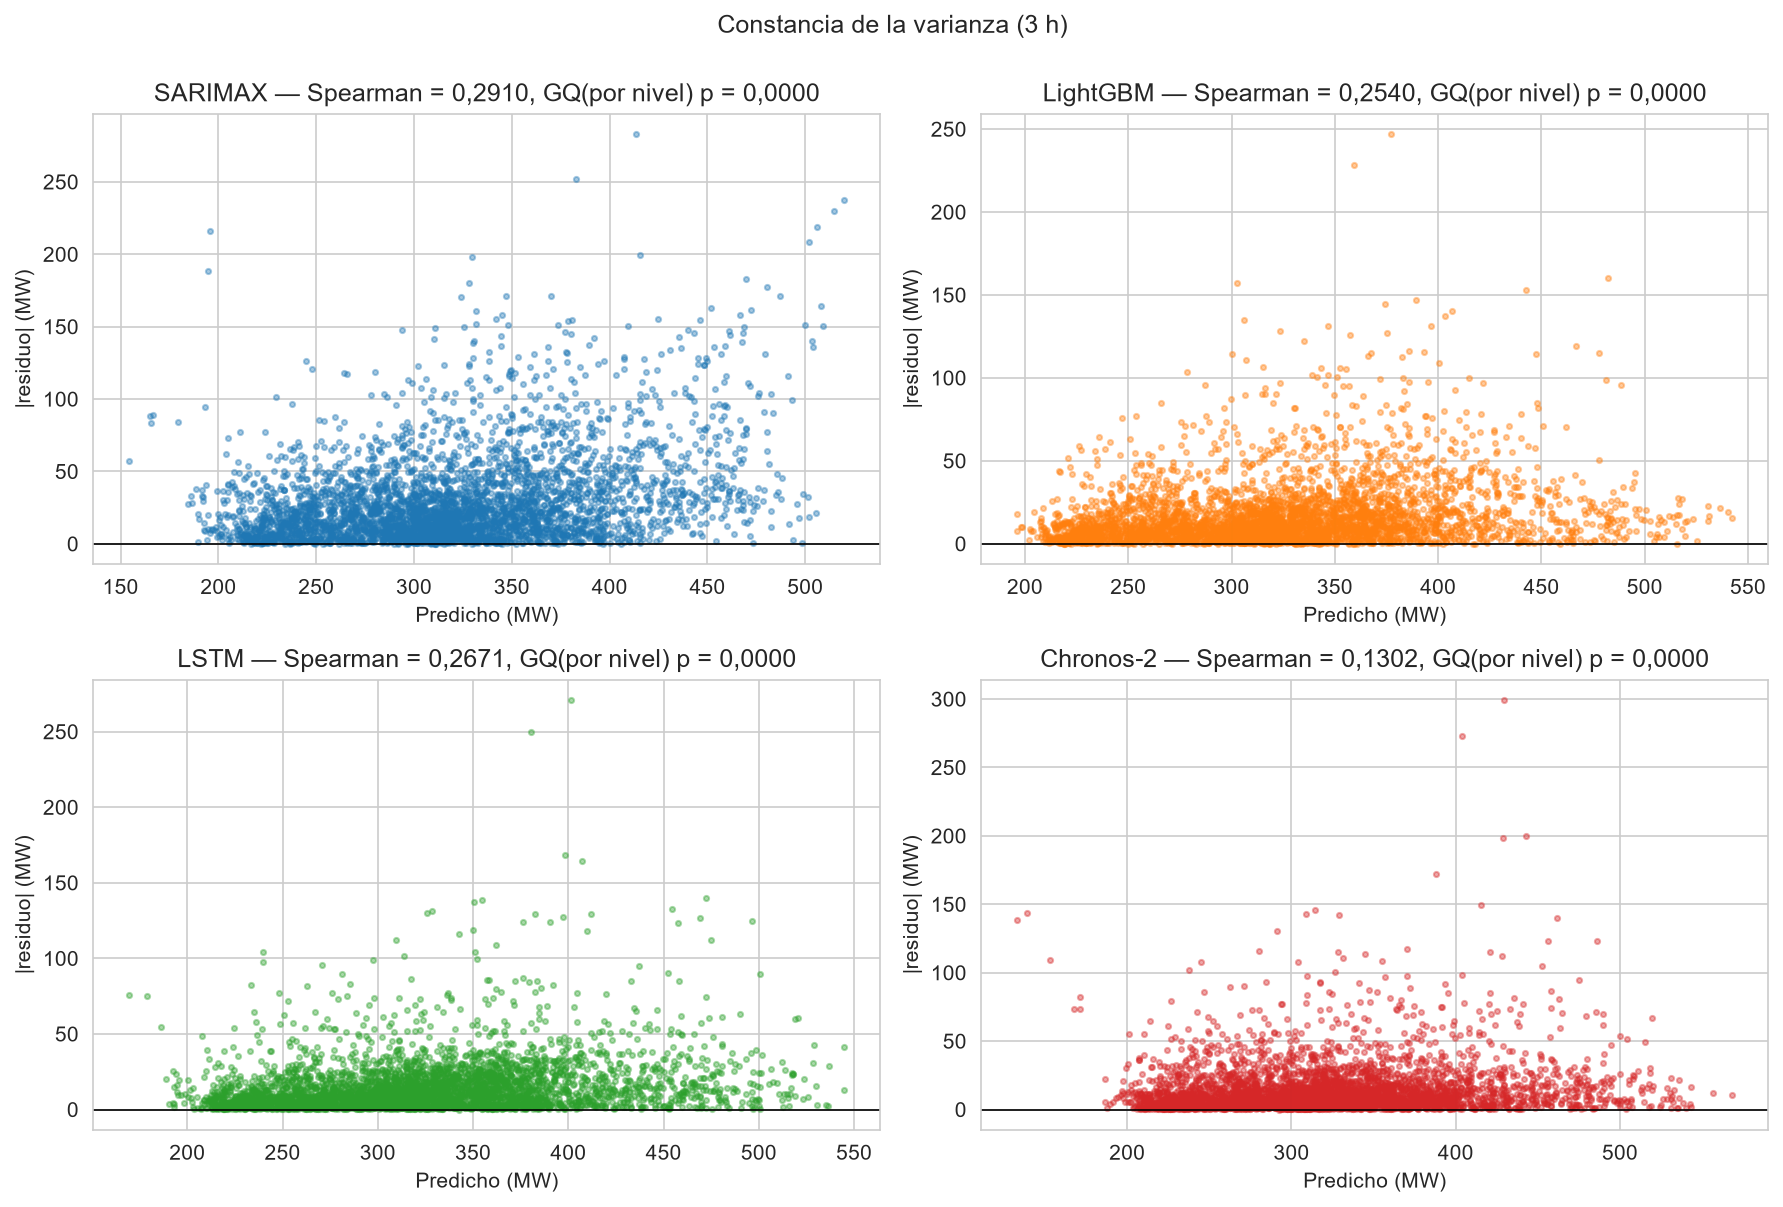 Constancia de la varianza (3 h)
SARIMAX — Spearman = 0,2910, GQ(por nivel) p = 0,0000
|residuo| (MW)
250
200
150
100
50
0
150 200 250 300 350 400 450 500
Predicho (MW)
LightGBM — Spearman = 0,2540, GQ(por nivel) p = 0,0000
|residuo| (MW)
250
200
150
100
50
0
200 250 300 350 400 450 500 550
Predicho (MW)
LSTM — Spearman = 0,2671, GQ(por nivel) p = 0,0000
|residuo| (MW)
250
200
150
100
50
0
200 250 300 350 400 450 500 550
Predicho (MW)
Chronos-2 — Spearman = 0,1302, GQ(por nivel) p = 0,0000
|residuo| (MW)
300
250
200
150
100
50
0
200 300 400 500
Predicho (MW)